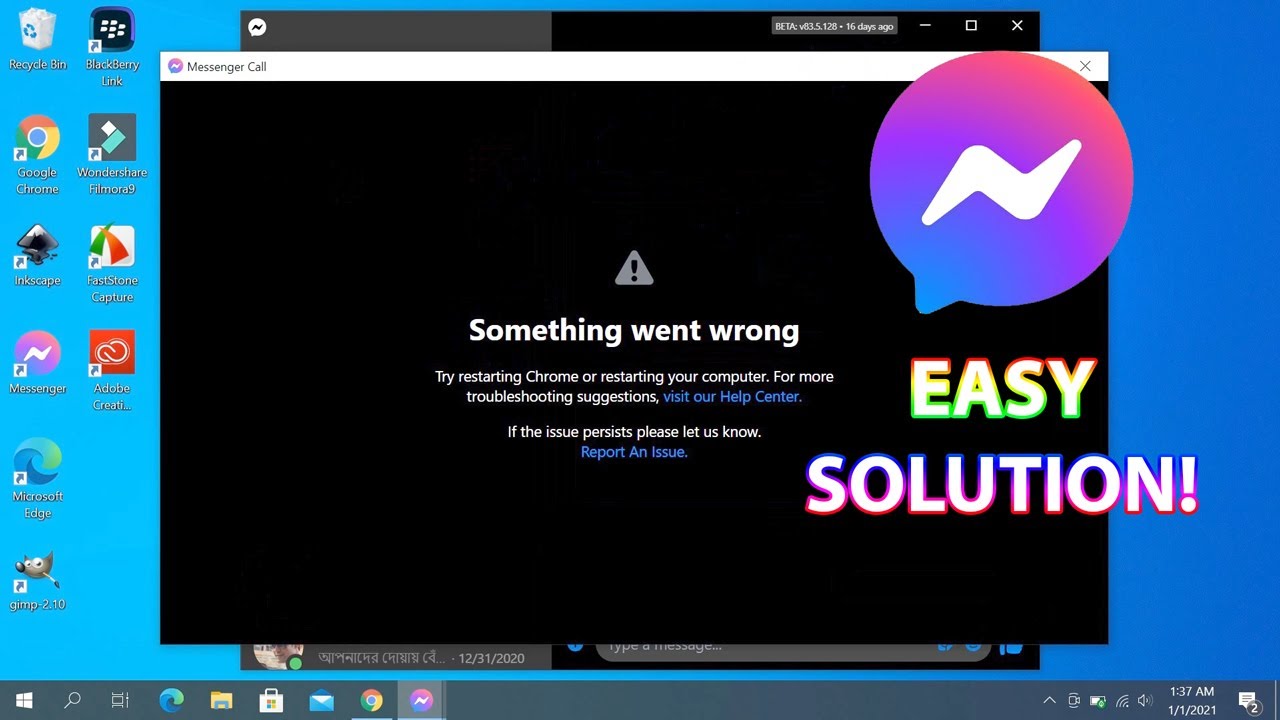 Recycle Bin
BlackBerry
Link
Google
Chrome
Wondershare
Filmora9
Inkscape
FastStone
Capture
Messenger
Adobe
Creati...
Microsoft
Edge
gimp-2.10
BETA: v83.5.128 • 16 days ago
Messenger Call
Something went wrong
Try restarting Chrome or restarting your computer. For more
troubleshooting suggestions, visit our Help Center.
If the issue persists please let us know.
Report An Issue.
EASY
SOLUTION!
আপনাদের দোয়ায় বেঁ... · 12/31/2020
Type a message...
1:37 AM
1/1/2021
2